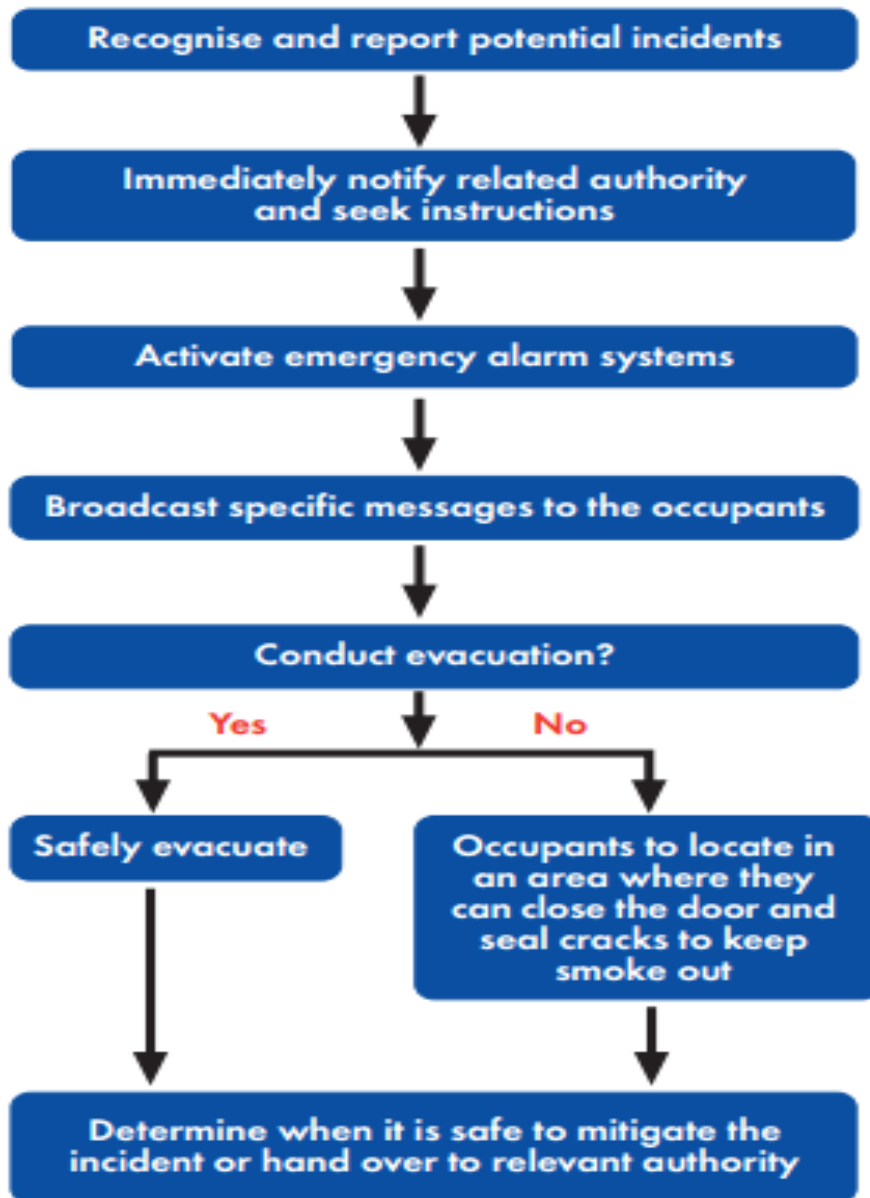 Recognise and report potential incidents
Immediately notify related authority
and seek instructions
Activate emergency alarm systems
Broadcast specific messages to the occupants
Conduct evacuation?
Yes
No
Safely evacuate
Occupants to locate in
an area where they
can close the door and
seal cracks to keep
smoke out
Determine when it is safe to mitigate the
incident or hand over to relevant authority